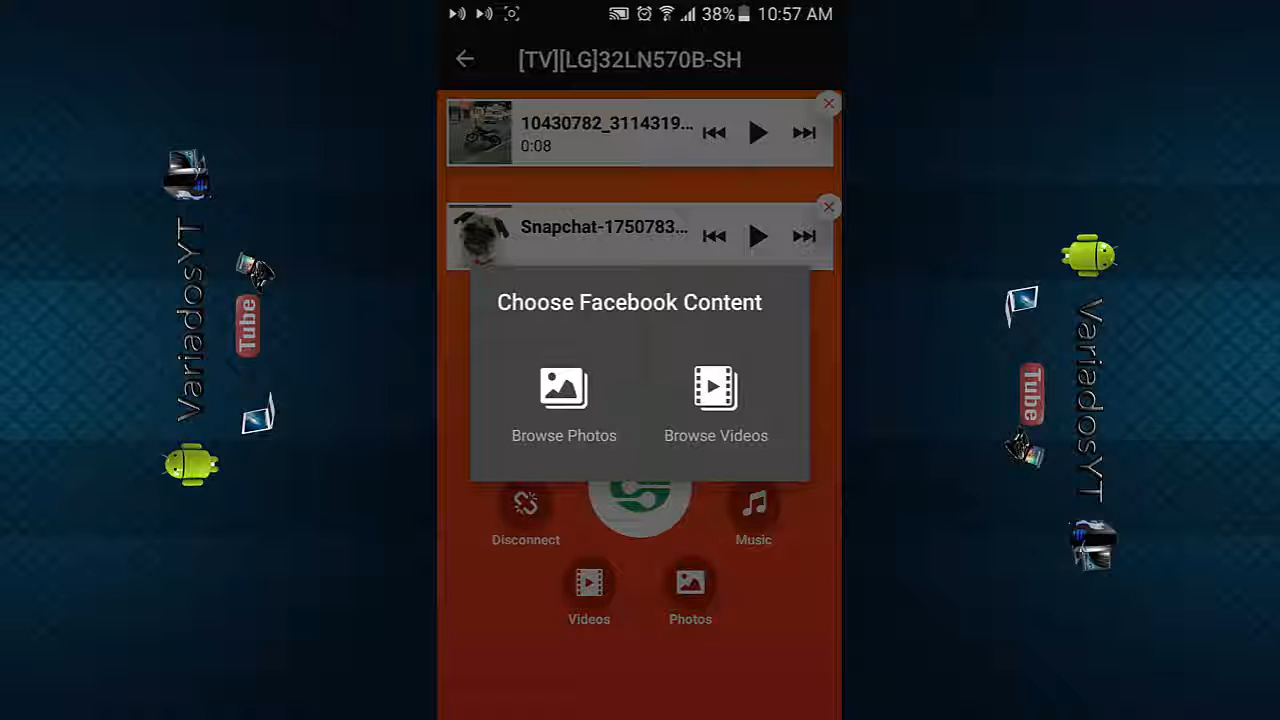 38% 10:57 AM
[TV][LG]32LN570B-SH
10430782_3114319...
0:08
Snapchat-1750783...
Choose Facebook Content
Browse Photos
Browse Videos
Disconnect
Music
Videos
Photos
VariadosYT
Tube
VariadosYT
Tube